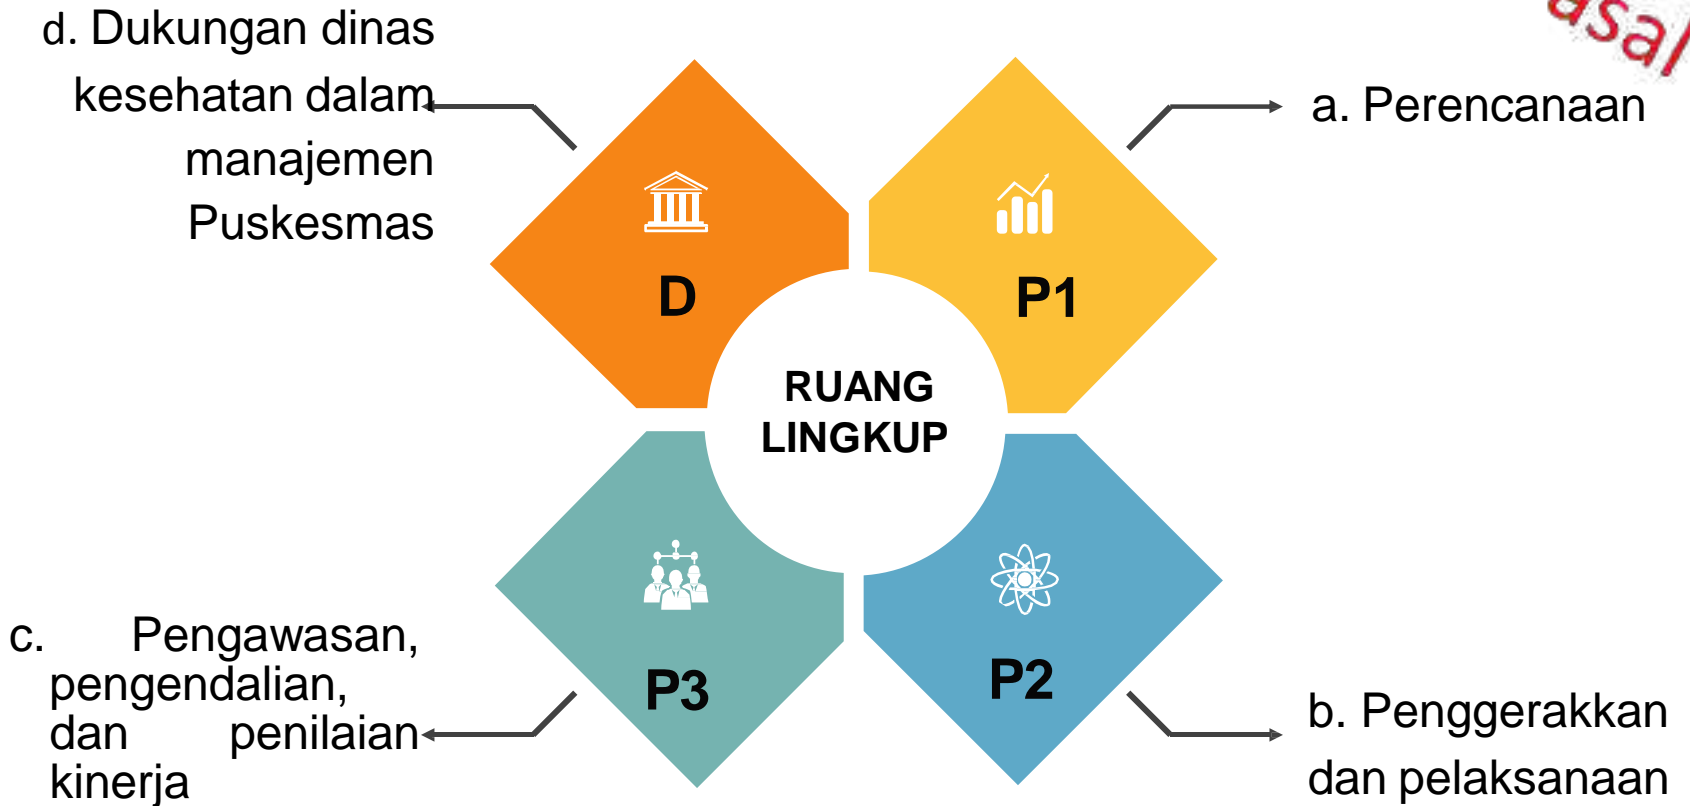 asal
d. Dukungan dinas
kesehatan dalam
manajemen
Puskesmas
a. Perencanaan
D
P1
RUANG
LINGKUP
P3
P2
c. Pengawasan,
pengendalian,
dan penilaian
kinerja
b. Penggerakkan
dan pelaksanaan